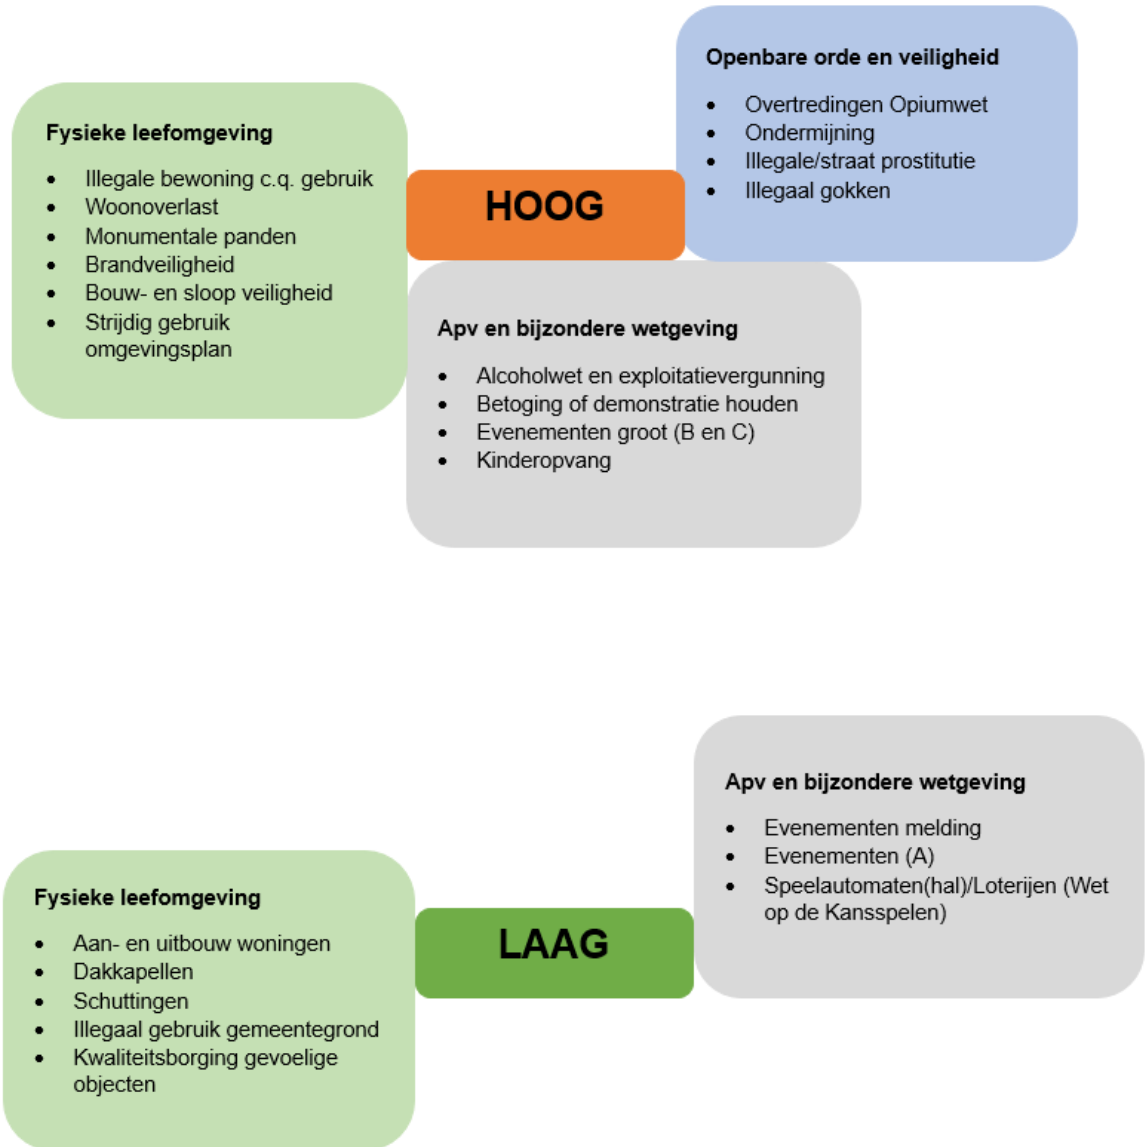 Openbare orde en veiligheid
• Overtredingen Opiumwet
• Ondermijning
• Illegale/straat prostitutie
• Illegaal gokken
Fysieke leefomgeving
• Illegale bewoning c.q. gebruik
• Woonoverlast
• Monumentale panden
• Brandveiligheid
• Bouw- en sloop veiligheid
• Strijdig gebruik
omgevingsplan
HOOG
Apv en bijzondere wetgeving
• Alcoholwet en exploitatievergunning
• Betoging of demonstratie houden
• Evenementen groot (B en C)
• Kinderopvang
Apv en bijzondere wetgeving
• Evenementen melding
• Evenementen (A)
• Speelautomaten(hal)/Loterijen (Wet
op de Kansspelen)
Fysieke leefomgeving
• Aan- en uitbouw woningen
• Dakkapellen
• Schuttingen
• Illegaal gebruik gemeentegrond
• Kwaliteitsborging gevoelige
objecten
LAAG